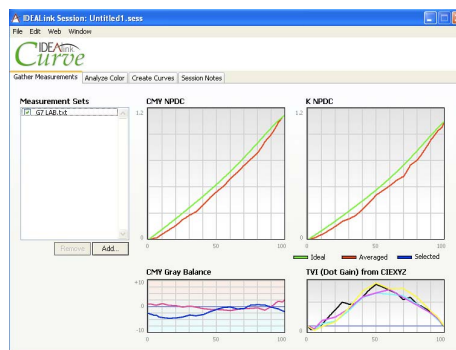 IDEALink Session: Untitled1.sess
File Edit Web Window
IDEALink
Curve
Gather Measurements Analyze Color Create Curves Session Notes
Measurement Sets
G7 LAB.txt
Remove Add...
CMY NPDC
1.2
0
0 50 100
K NPDC
1.2
0
0 50 100
Ideal Averaged Selected
CMY Gray Balance
+10
0
-10
0 50 100
TVI (Dot Gain) from CIEXYZ
0 50 100